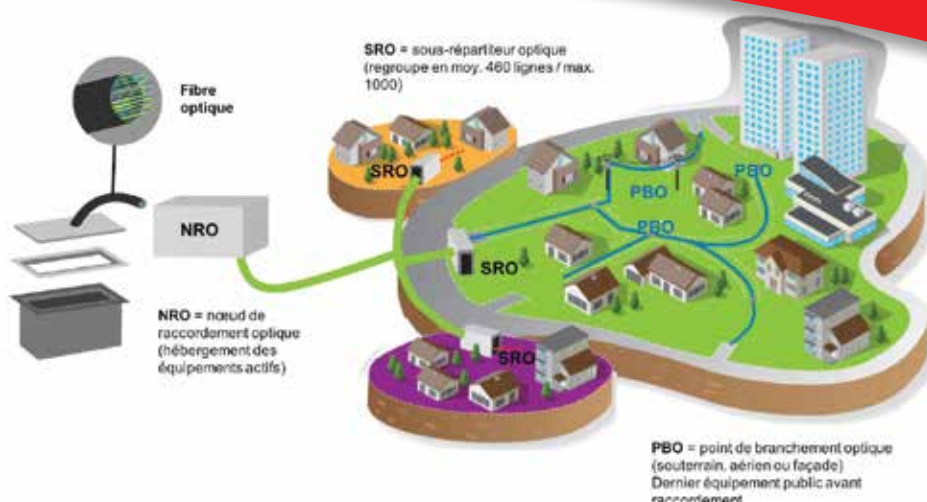 SRO = sous-répartiteur optique
(regroupe en moy. 460 lignes / max.
1000)
Fibre
optique
SRO
PBO
PBO
NRO
PBO
SRO
NRO = nœud de
raccordement optique
(hébergement des
équipements actifs)
SRO
PBO = point de branchement optique
(souterrain, aérien ou façade)
Dernier équipement public avant
raccordement